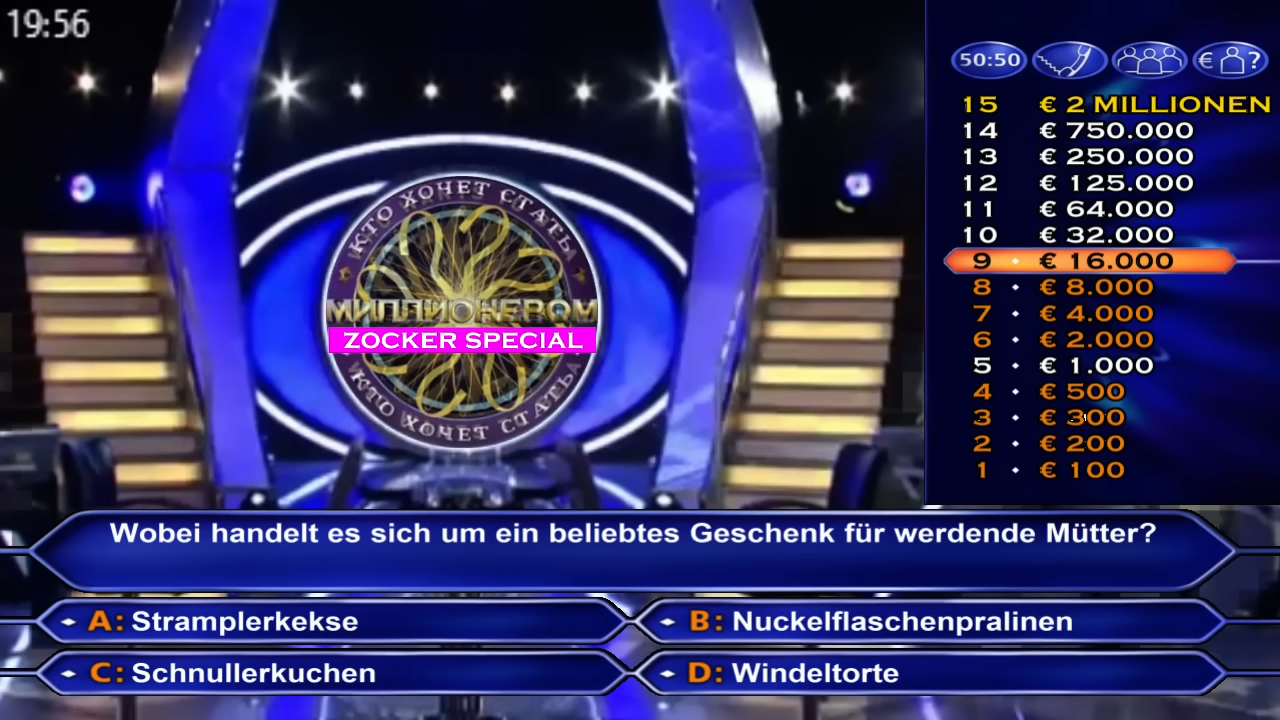 19:56
50:50
€ ?
15 € 2 MILLIONEN
14 € 750.000
13 € 250.000
12 € 125.000
11 € 64.000
10 € 32.000
9 • € 16.000
8 • € 8.000
7 • € 4.000
6 • € 2.000
5 • € 1.000
4 • € 500
3 • € 300
2 • € 200
1 • € 100
КТО ХОЧЕТ СТАТЬ
МИЛЛИОНЕРОМ
ZOCKER SPECIAL
КТО ХОЧЕТ СТАТЬ
Wobei handelt es sich um ein beliebtes Geschenk für werdende Mütter?
A: Stramplerkekse
B: Nuckelflaschenpralinen
C: Schnullerkuchen
D: Windeltorte